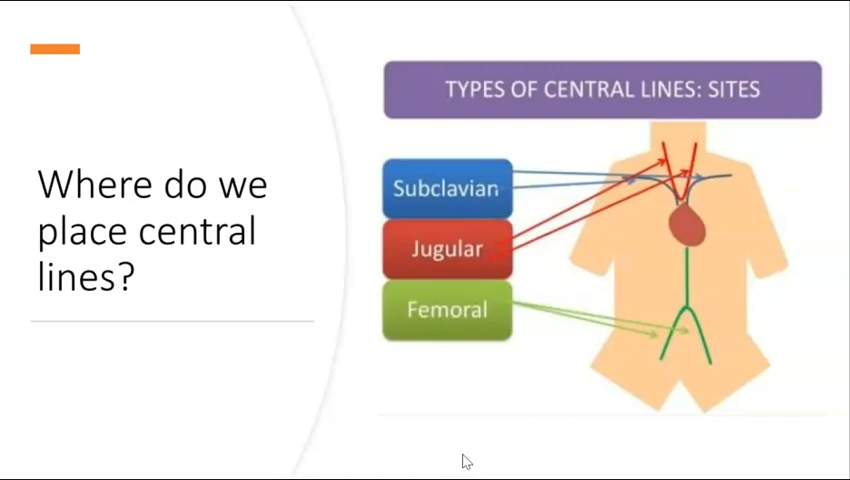 Where do we
place central
lines?
TYPES OF CENTRAL LINES: SITES
Subclavian
Jugular
Femoral